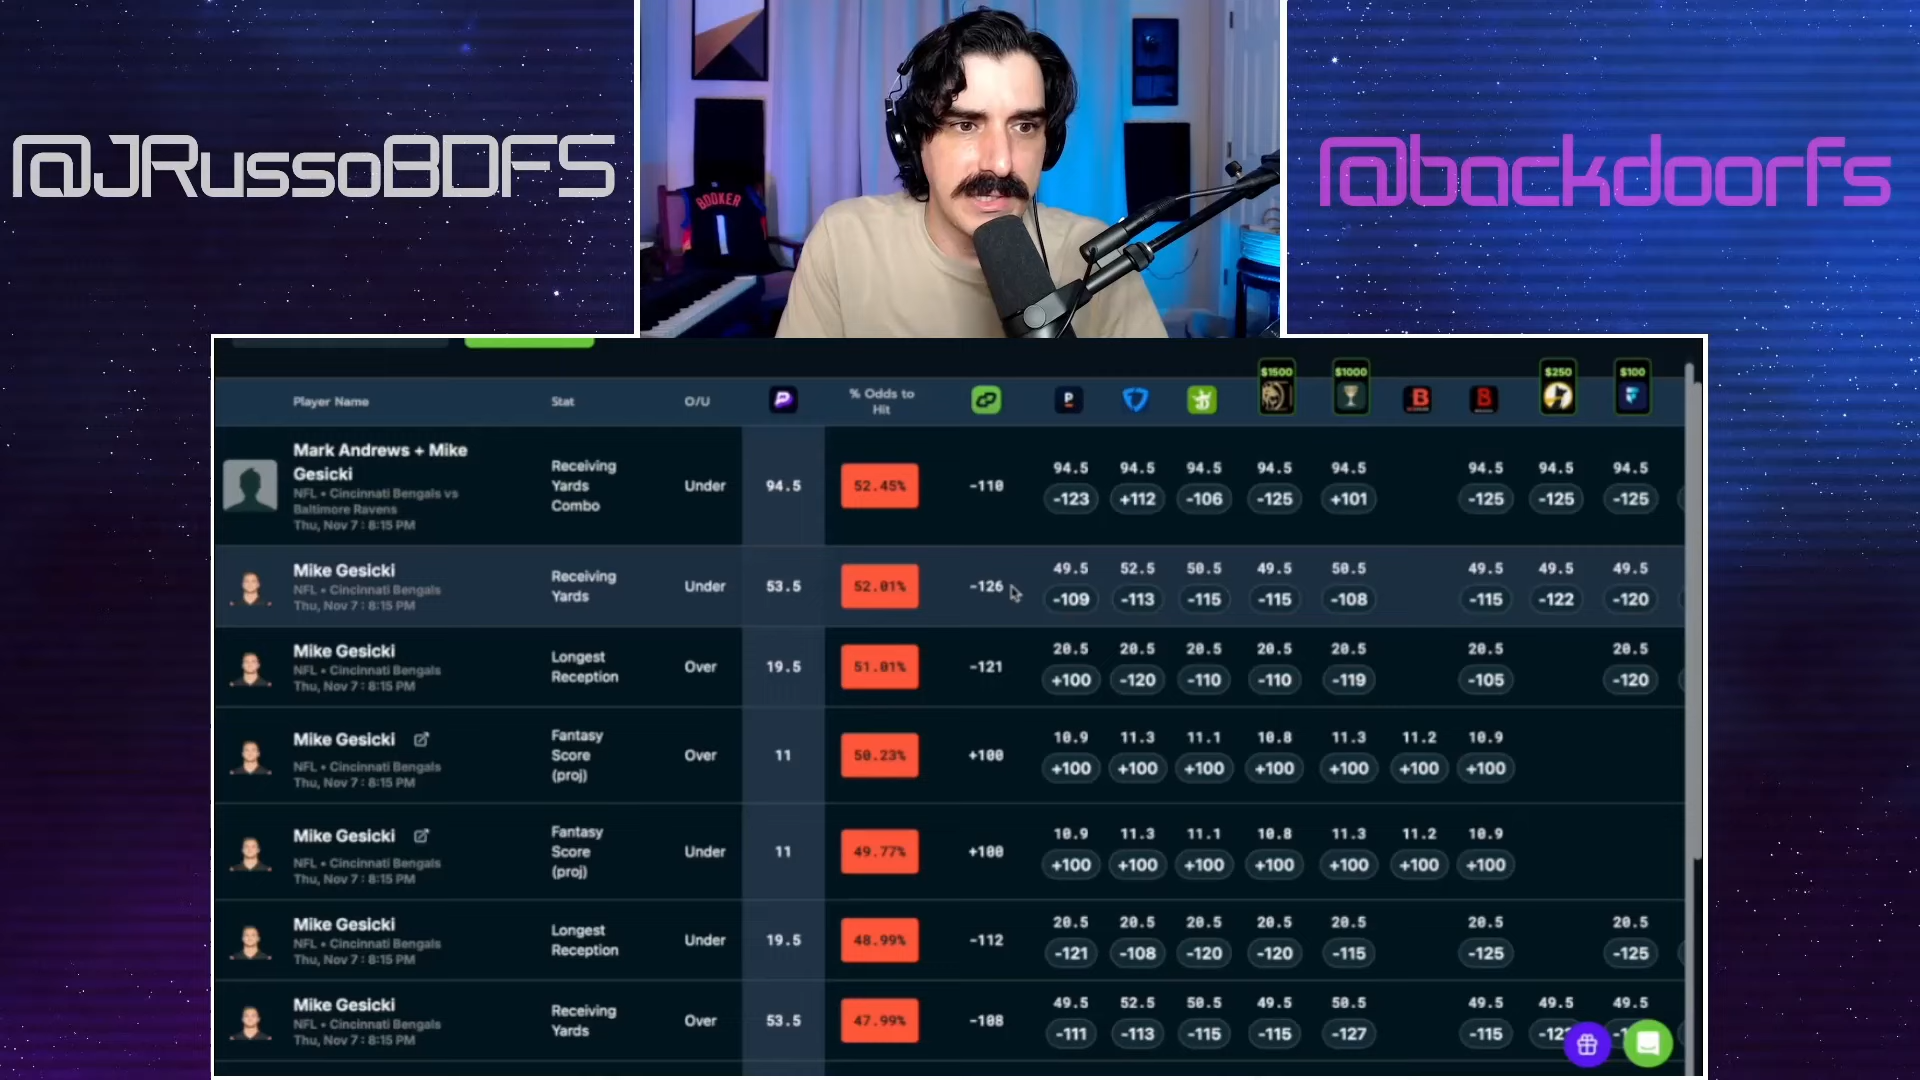 @JRussoBDFS
BOOKER
1
@backdoorfs
$1500 $1000 $250 $100
Player Name Stat O/U % Odds to Hit
Mark Andrews + Mike Gesicki
NFL • Cincinnati Bengals vs Baltimore Ravens
Thu, Nov 7 : 8:15 PM
Receiving Yards Combo
Under 94.5 52.45% -110
94.5 94.5 94.5 94.5 94.5 94.5 94.5 94.5
-123 +112 -106 -125 +101 -125 -125 -125
Mike Gesicki
NFL • Cincinnati Bengals
Thu, Nov 7 : 8:15 PM
Receiving Yards
Under 53.5 52.01% -126
49.5 52.5 50.5 49.5 50.5 49.5 49.5 49.5
-109 -113 -115 -115 -108 -115 -122 -120
Mike Gesicki
NFL • Cincinnati Bengals
Thu, Nov 7 : 8:15 PM
Longest Reception
Over 19.5 51.01% -121
20.5 20.5 20.5 20.5 20.5 20.5 20.5
+100 -120 -110 -110 -119 -105 -120
Mike Gesicki
NFL • Cincinnati Bengals
Thu, Nov 7 : 8:15 PM
Fantasy Score (proj)
Over 11 50.23% +100
10.9 11.3 11.1 10.8 11.3 11.2 10.9
+100 +100 +100 +100 +100 +100 +100
Mike Gesicki
NFL • Cincinnati Bengals
Thu, Nov 7 : 8:15 PM
Fantasy Score (proj)
Under 11 49.77% +100
10.9 11.3 11.1 10.8 11.3 11.2 10.9
+100 +100 +100 +100 +100 +100 +100
Mike Gesicki
NFL • Cincinnati Bengals
Thu, Nov 7 : 8:15 PM
Longest Reception
Under 19.5 48.99% -112
20.5 20.5 20.5 20.5 20.5 20.5 20.5
-121 -108 -120 -120 -115 -125 -125
Mike Gesicki
NFL • Cincinnati Bengals
Thu, Nov 7 : 8:15 PM
Receiving Yards
Over 53.5 47.99% -108
49.5 52.5 50.5 49.5 50.5 49.5 49.5 49.5
-111 -113 -115 -115 -127 -115